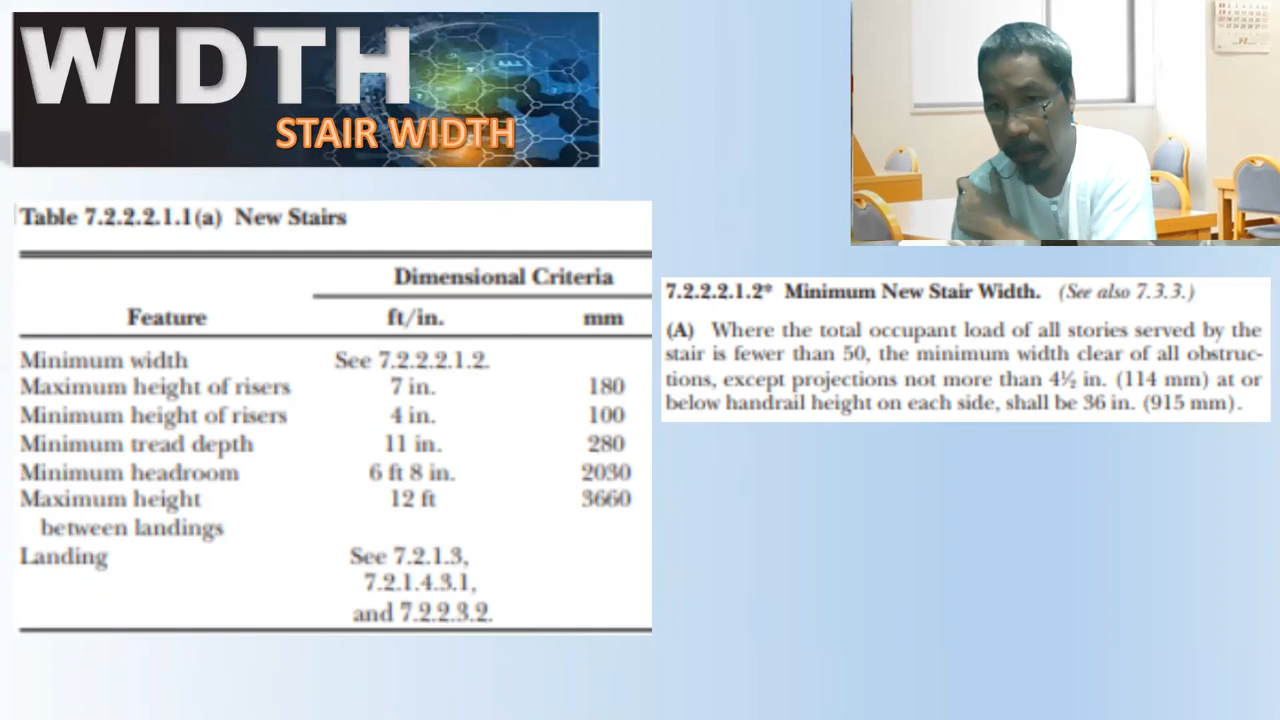 WIDTH
STAIR WIDTH
Table 7.2.2.2.1.1(a) New Stairs
Dimensional Criteria
Feature ft/in. mm
Minimum width See 7.2.2.2.1.2.
Maximum height of risers 7 in. 180
Minimum height of risers 4 in. 100
Minimum tread depth 11 in. 280
Minimum headroom 6 ft 8 in. 2030
Maximum height 12 ft 3660
between landings
Landing See 7.2.1.3,
7.2.1.4.3.1,
and 7.2.2.3.2.
7.2.2.2.1.2* Minimum New Stair Width. (See also 7.3.3.)
(A) Where the total occupant load of all stories served by the
stair is fewer than 50, the minimum width clear of all obstruc-
tions, except projections not more than 4½ in. (114 mm) at or
below handrail height on each side, shall be 36 in. (915 mm).